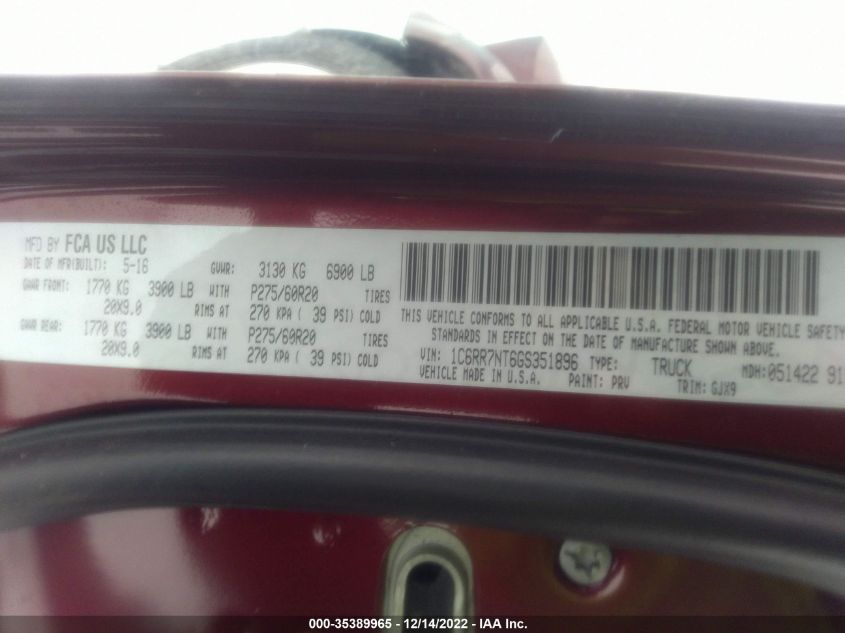 MFD BY FCA US LLC
DATE OF MFR(BUILT): 5-16 GVWR: 3130 KG 6900 LB
GAWR FRONT: 1770 KG 3900 LB WITH P275/60R20 TIRES
20X9.0 RIMS AT 270 KPA ( 39 PSI) COLD
GAWR REAR: 1770 KG 3900 LB WITH P275/60R20 TIRES
20X9.0 RIMS AT 270 KPA ( 39 PSI) COLD
THIS VEHICLE CONFORMS TO ALL APPLICABLE U.S.A. FEDERAL MOTOR VEHICLE SAFETY
STANDARDS IN EFFECT ON THE DATE OF MANUFACTURE SHOWN ABOVE.
VIN: 1C6RR7NT6GS351896 TYPE: TRUCK MDH: 051422 91
VEHICLE MADE IN U.S.A. PAINT: PRV TRIM: GJX9
000-35389965 - 12/14/2022 - IAA Inc.